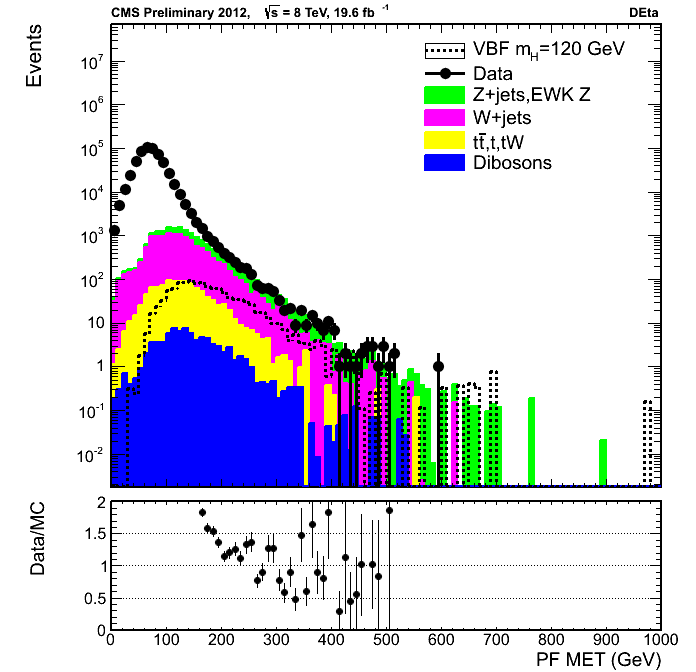 CMS Preliminary 2012, √s = 8 TeV, 19.6 fb⁻¹ DEta
Events
VBF m_H=120 GeV
Data
Z+jets,EWK Z
W+jets
tt̄,t,tW
Dibosons
10⁷
10⁶
10⁵
10⁴
10³
10²
10
1
10⁻¹
10⁻²
Data/MC
2
1.5
1
0.5
0
0 100 200 300 400 500 600 700 800 900 1000
PF MET (GeV)